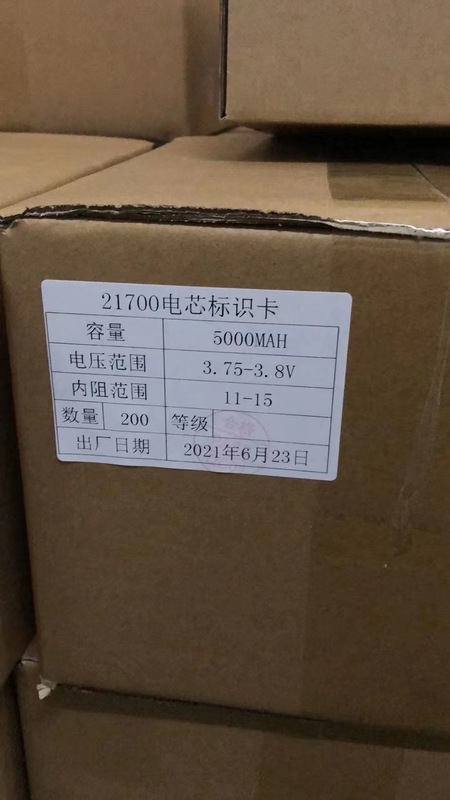 21700电芯标识卡
容量 5000MAH
电压范围 3.75-3.8V
内阻范围 11-15
数量 200 等级
合格
出厂日期 2021年6月23日